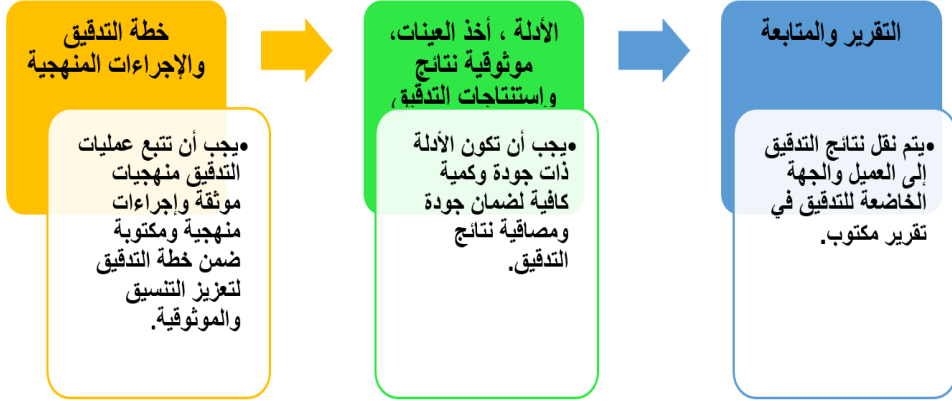 خطة التدقيق
والإجراءات المنهجية
•يجب أن تتبع عمليات
التدقيق منهجيات
موثقة وإجراءات
منهجية ومكتوبة
ضمن خطة التدقيق
لتعزيز التنسيق
والموثوقية.
الأدلة ، أخذ العينات،
موثوقية نتائج
واستنتاجات التدقيق
•يجب أن تكون الأدلة
ذات جودة وكمية
كافية لضمان جودة
ومصاقية نتائج
التدقيق.
التقرير والمتابعة
•يتم نقل نتائج التدقيق
إلى العميل والجهة
الخاضعة للتدقيق في
تقرير مكتوب.